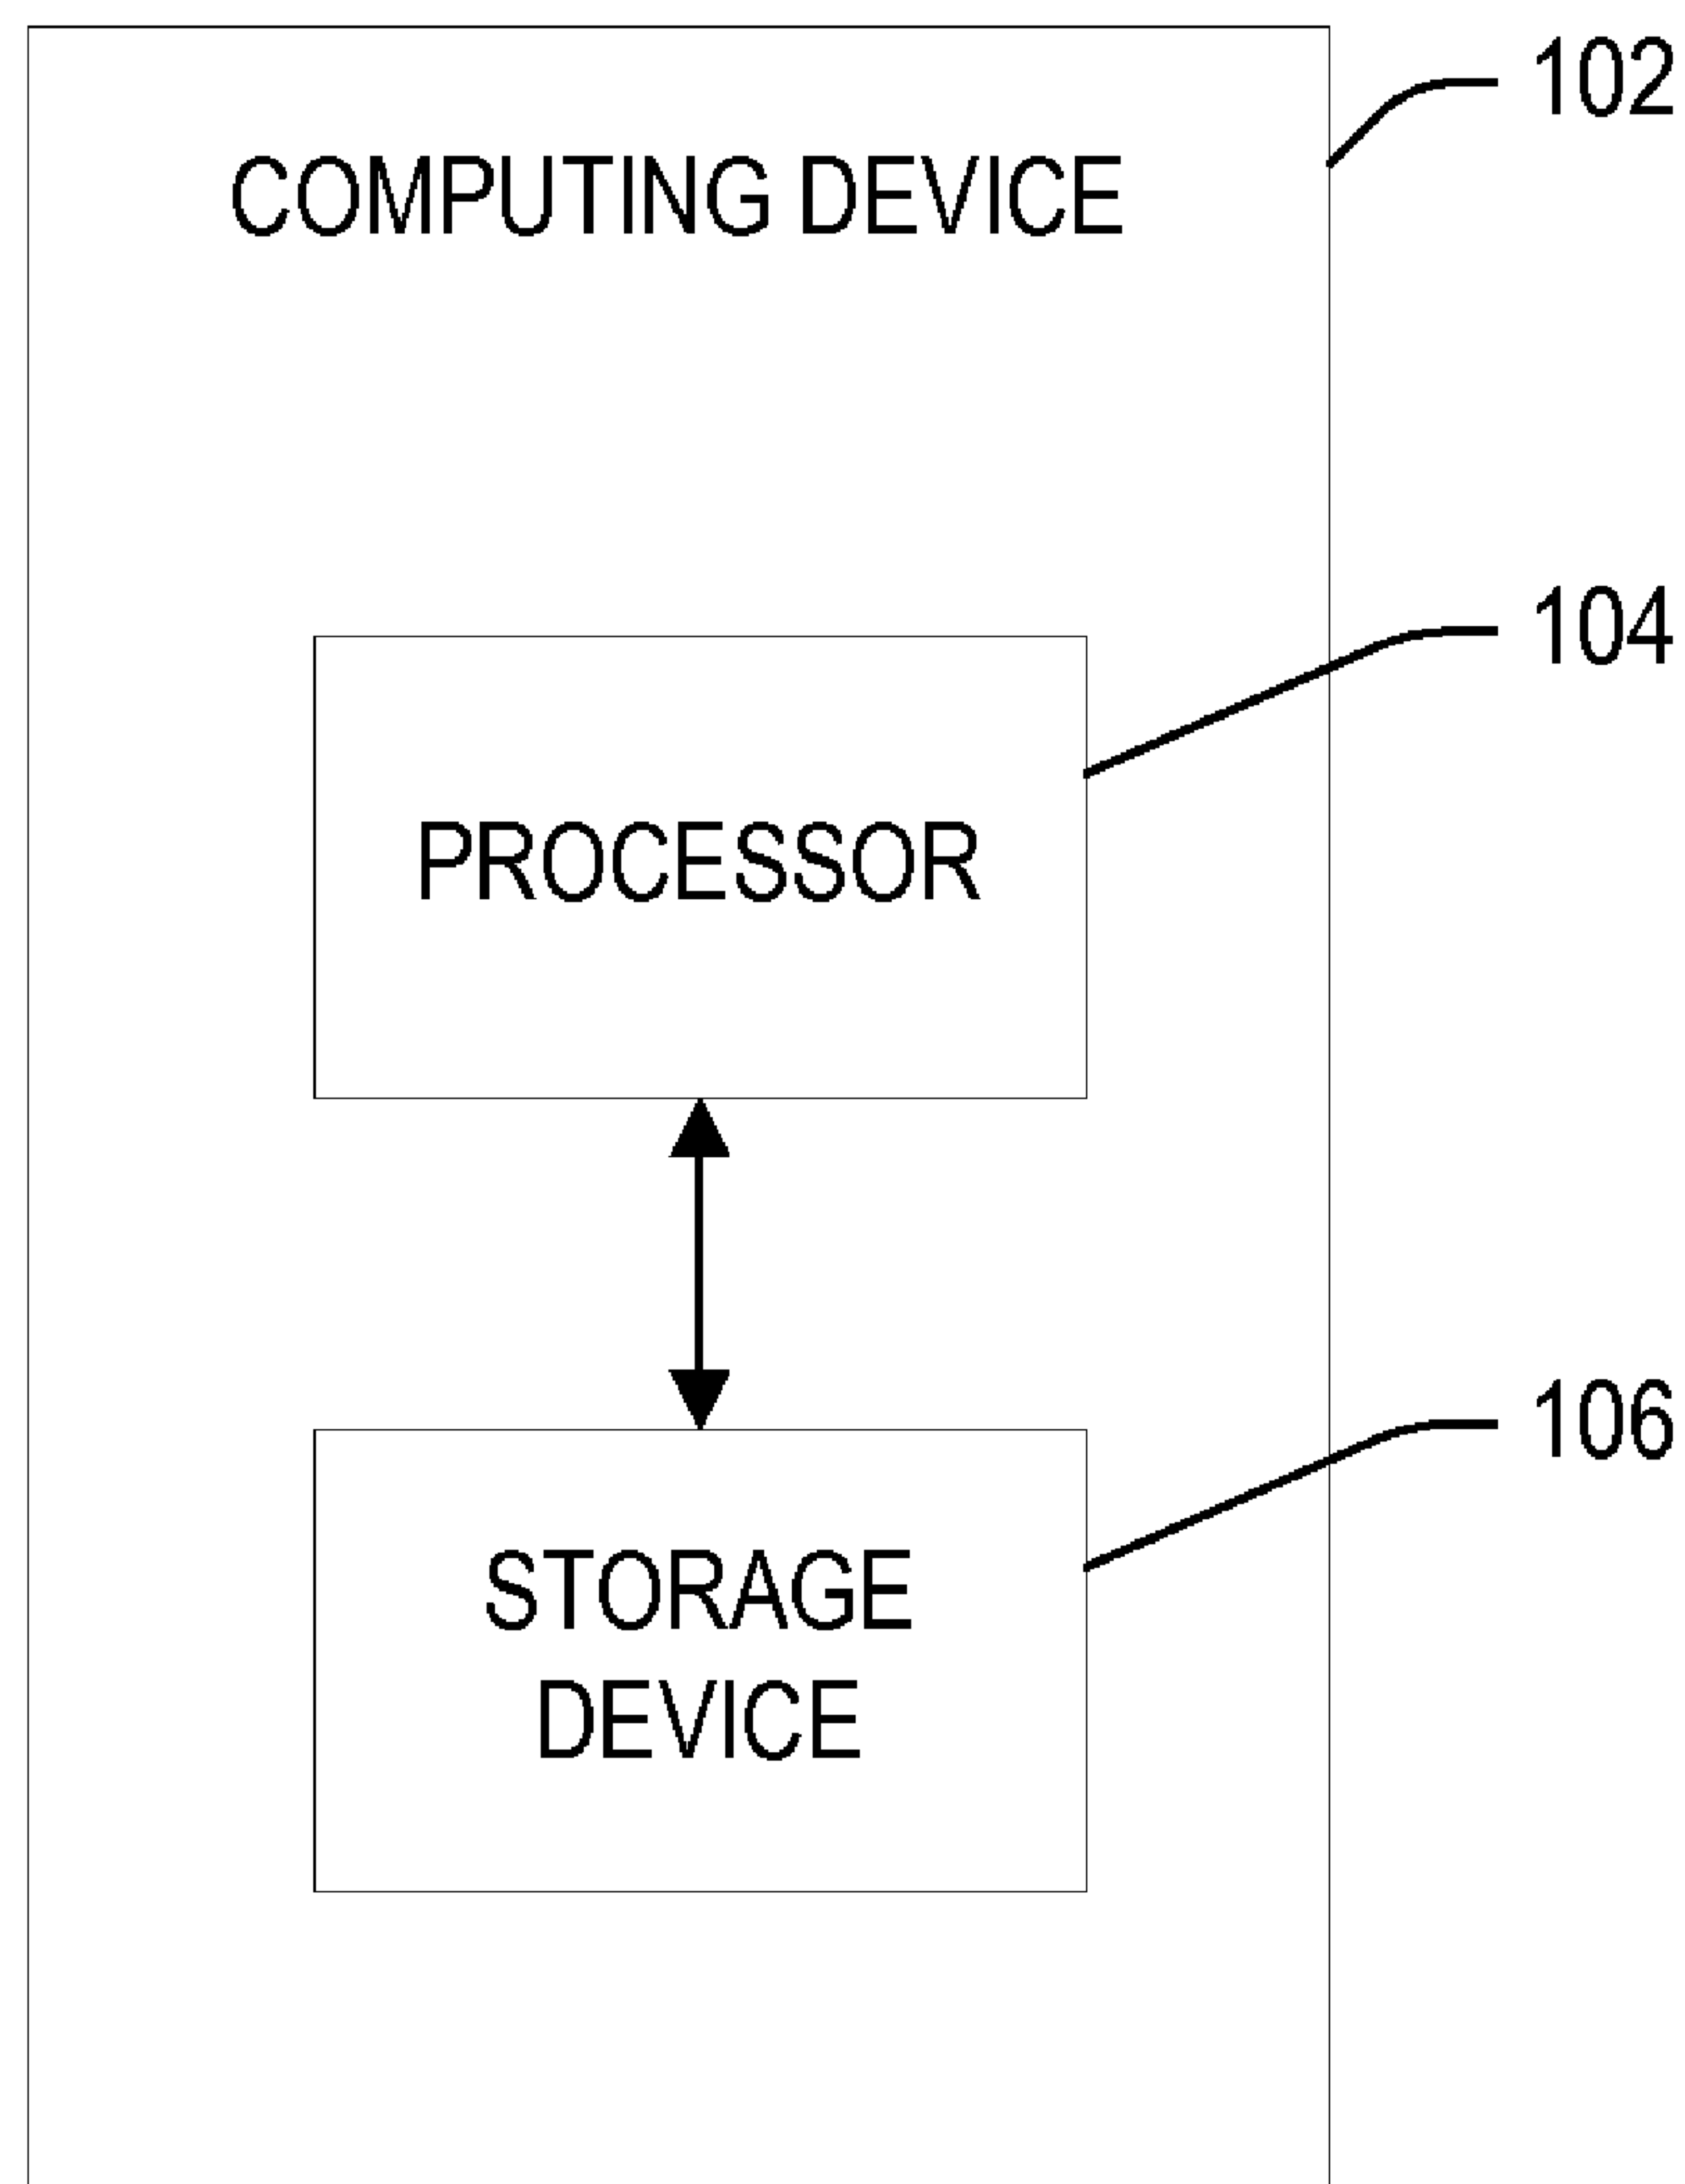 102
COMPUTING DEVICE
104
PROCESSOR
106
STORAGE
DEVICE